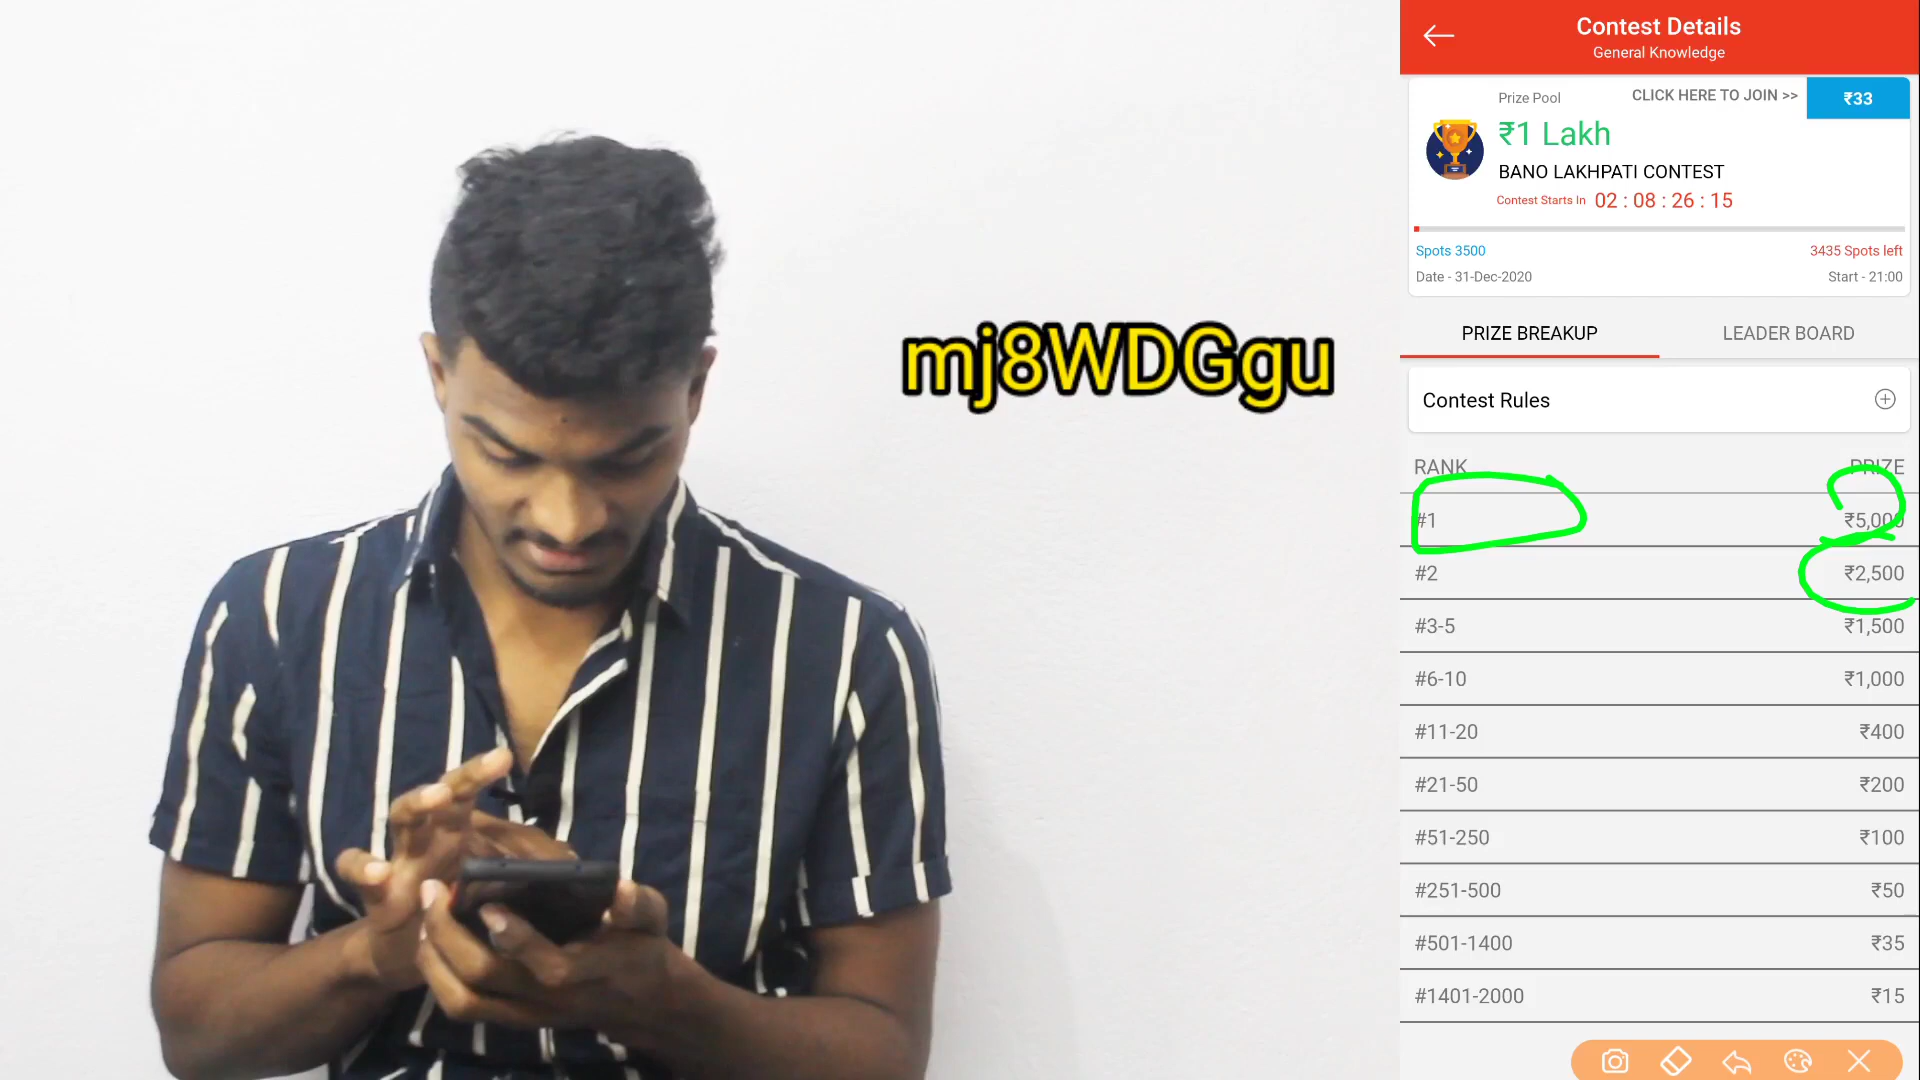 mj8WDGgu
Contest Details
General Knowledge
Prize Pool
CLICK HERE TO JOIN >>
₹33
₹1 Lakh
BANO LAKHPATI CONTEST
Contest Starts In 02 : 08 : 26 : 15
Spots 3500
3435 Spots left
Date - 31-Dec-2020
Start - 21:00
PRIZE BREAKUP
LEADER BOARD
Contest Rules
RANK PRIZE
#1 ₹5,000
#2 ₹2,500
#3-5 ₹1,500
#6-10 ₹1,000
#11-20 ₹400
#21-50 ₹200
#51-250 ₹100
#251-500 ₹50
#501-1400 ₹35
#1401-2000 ₹15